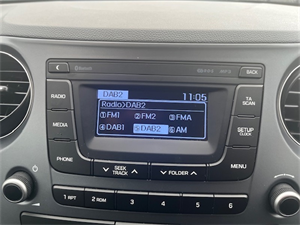 Bluetooth
BACK
DAB2
11:05
Radio>DAB2
①FM1 ②FM2 ③FMA
④DAB1 ⑤DAB2 ⑥AM
RADIO
MEDIA
PHONE
TA
SCAN
SETUP
CLOCK
MENU
SEEK
TRACK
FOLDER
1 RPT 2 RDM 3 4 5 6